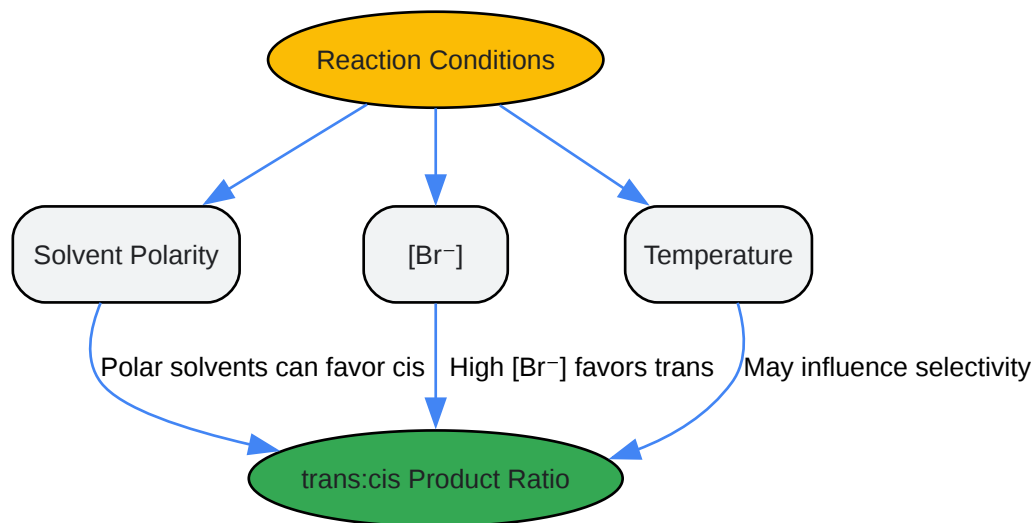 Reaction Conditions
Solvent Polarity
[Br⁻]
Temperature
Polar solvents can favor cis
High [Br⁻] favors trans
May influence selectivity
trans:cis Product Ratio